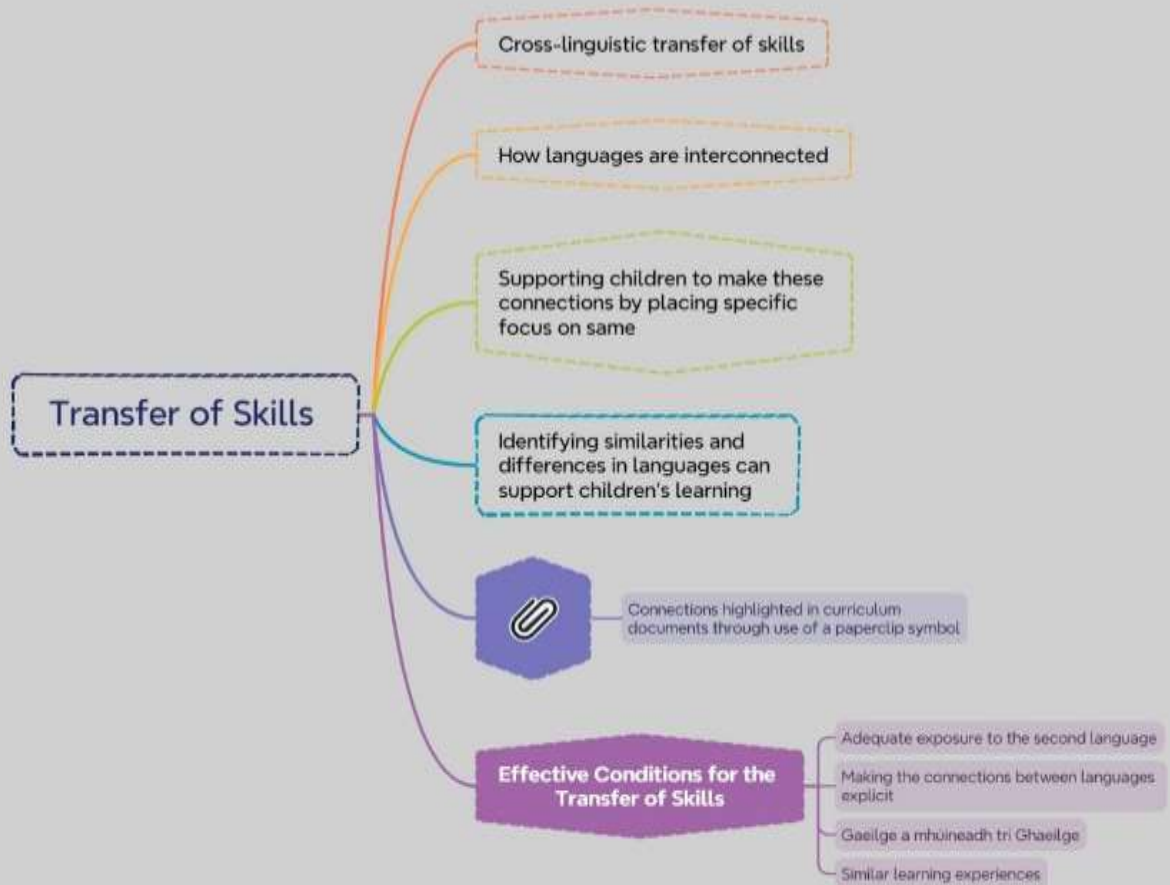 Cross-linguistic transfer of skills
How languages are interconnected
Supporting children to make these
connections by placing specific
focus on same
Transfer of Skills
Identifying similarities and
differences in languages can
support children's learning
Connections highlighted in curriculum
documents through use of a paperclip symbol
Effective Conditions for the
Transfer of Skills
Adequate exposure to the second language
Making the connections between languages
explicit
Gaeilge a mhúineadh trí Ghaeilge
Similar learning experiences